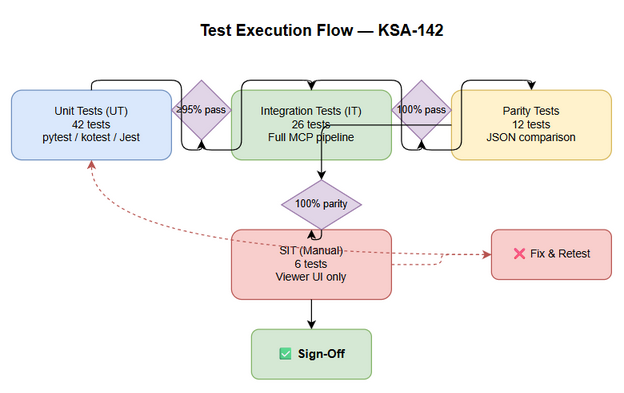 Test Execution Flow — KSA-142
Unit Tests (UT)
42 tests
pytest / kotest / Jest
≥95% pass
Integration Tests (IT)
26 tests
Full MCP pipeline
100% pass
Parity Tests
12 tests
JSON comparison
100% parity
SIT (Manual)
6 tests
Viewer UI only
❌ Fix & Retest
✅ Sign-Off